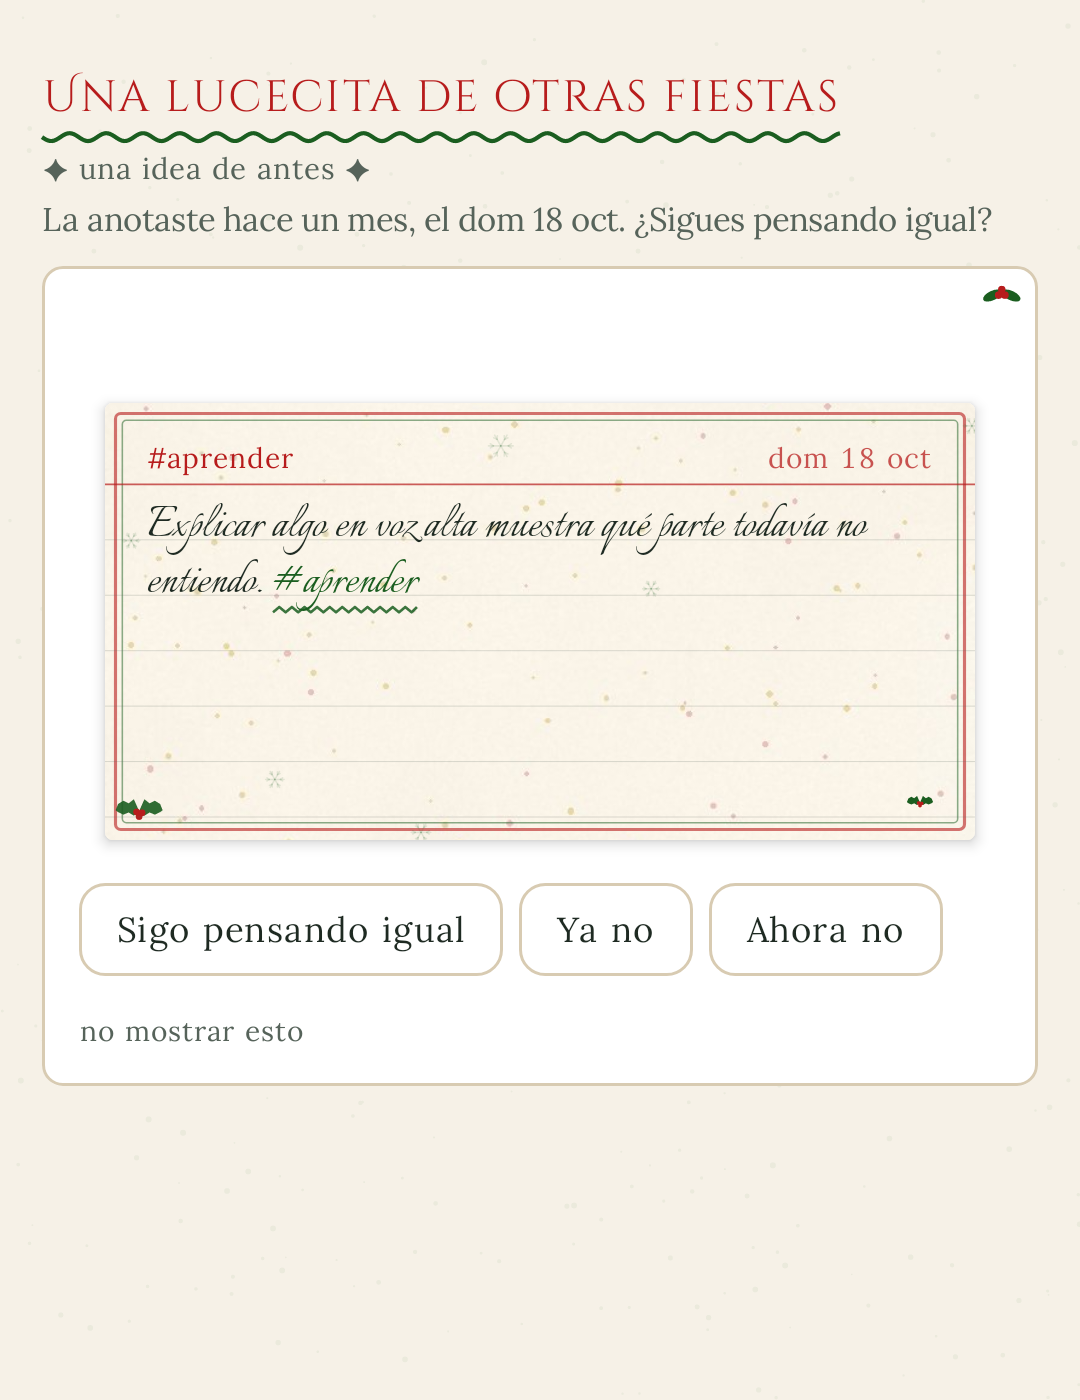 Una lucecita de otras fiestas
✦ una idea de antes ✦
La anotaste hace un mes, el dom 18 oct. ¿Sigues pensando igual?
#aprender dom 18 oct
Explicar algo en voz alta muestra qué parte todavía no
entiendo. #aprender
Sigo pensando igual Ya no Ahora no
no mostrar esto